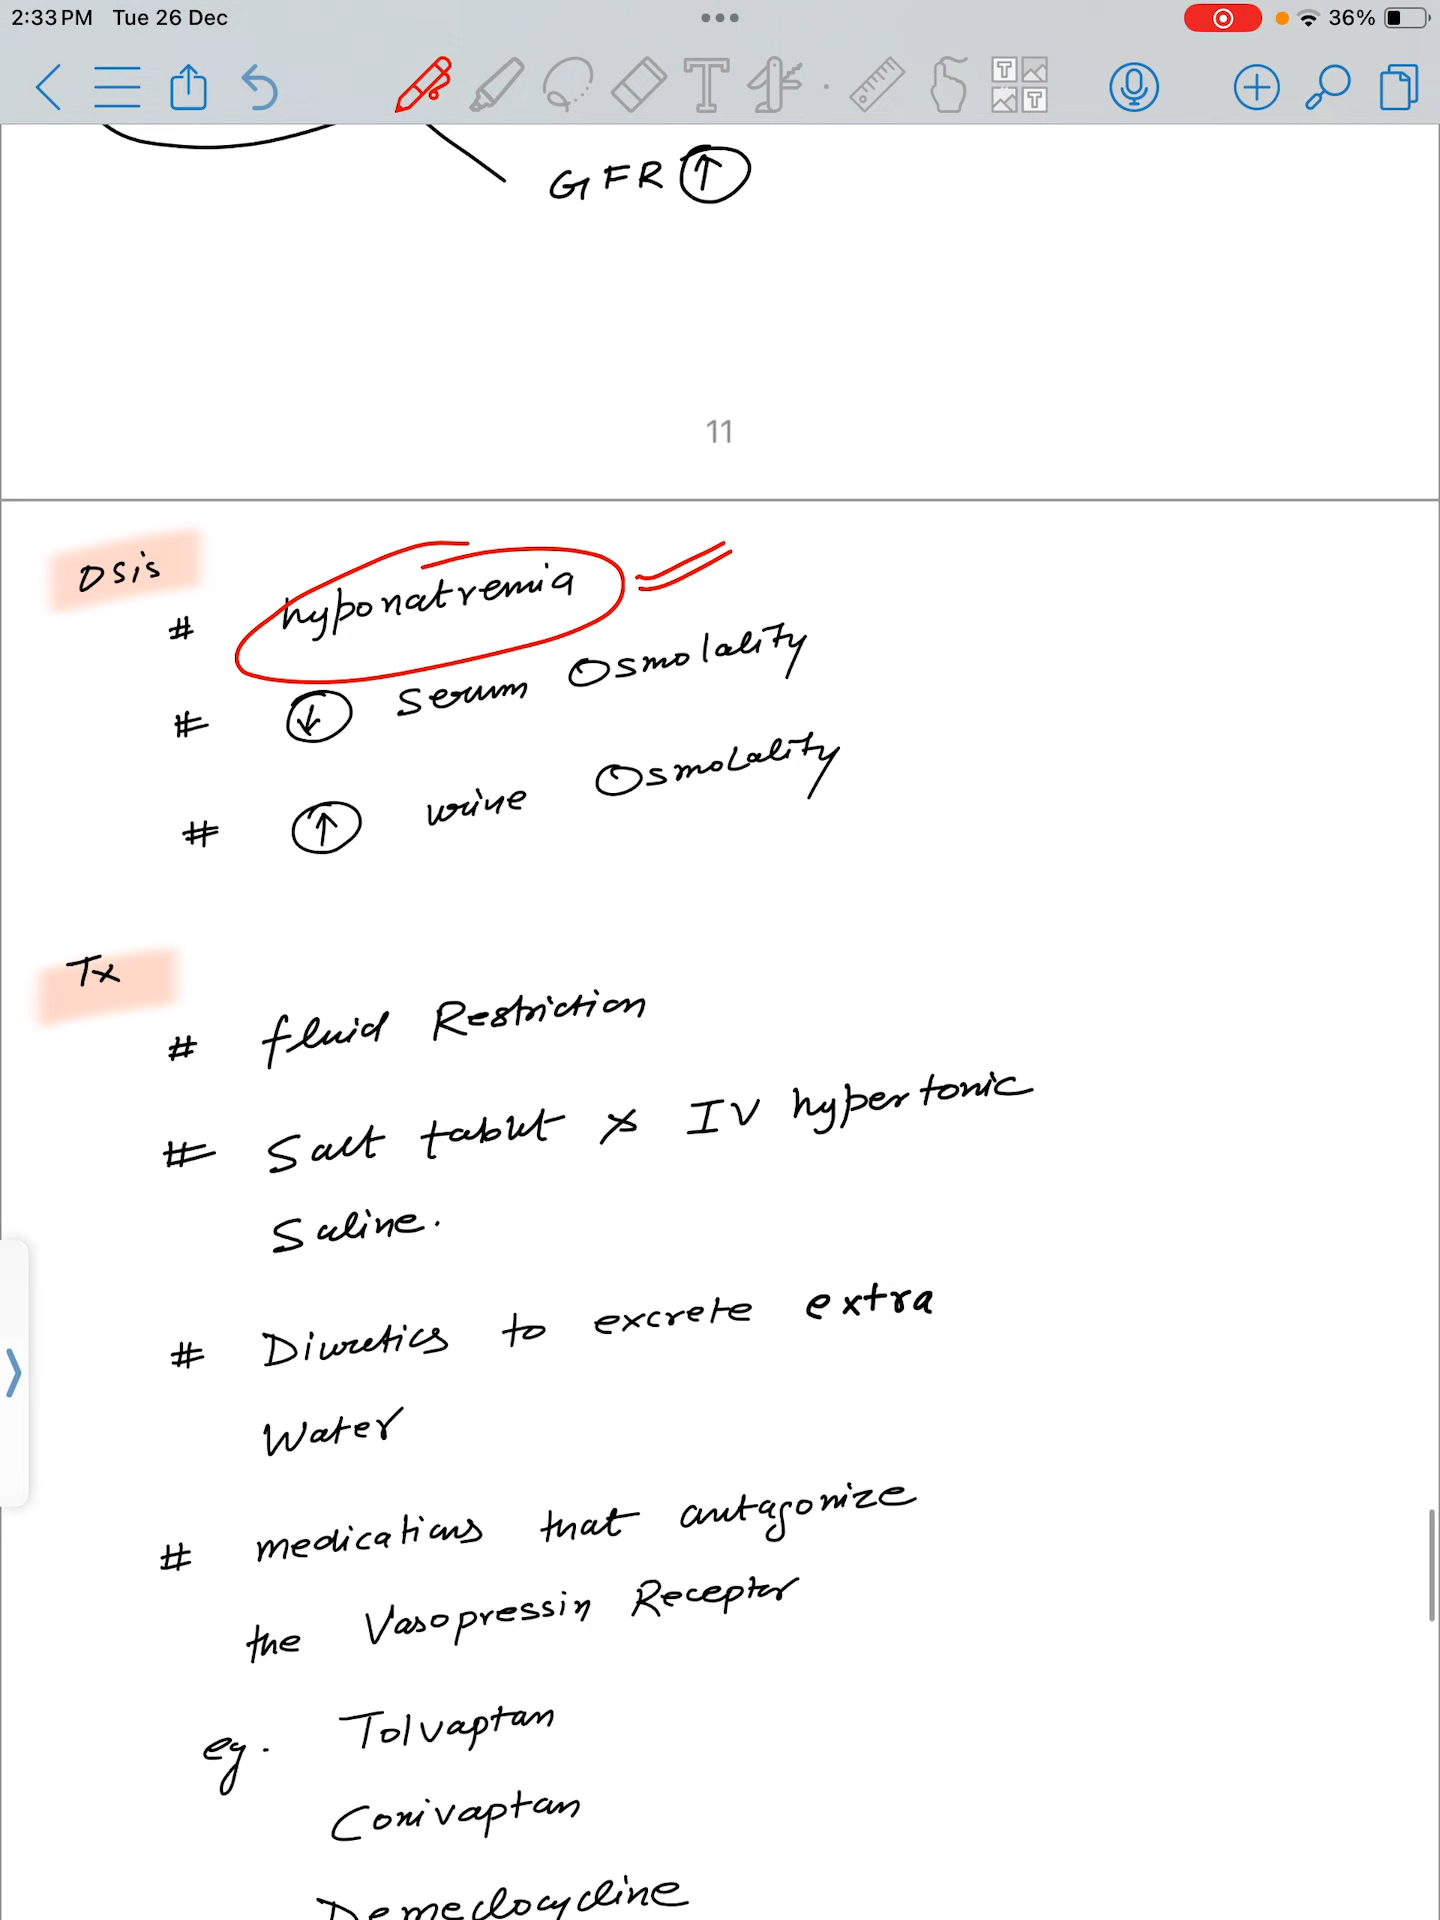 2:33 PM Tue 26 Dec
36%
GFR ↑
11
Dsis
# hyponatremia
# ↓ serum Osmolality
# ↑ urine Osmolality
Tx
# fluid Restriction
# Salt tablet & IV hypertonic
Saline.
# Diuretics to excrete extra
Water
# medications that antagonize
the Vasopressin Receptor
eg. Tolvaptan
Conivaptan
Demeclocycline